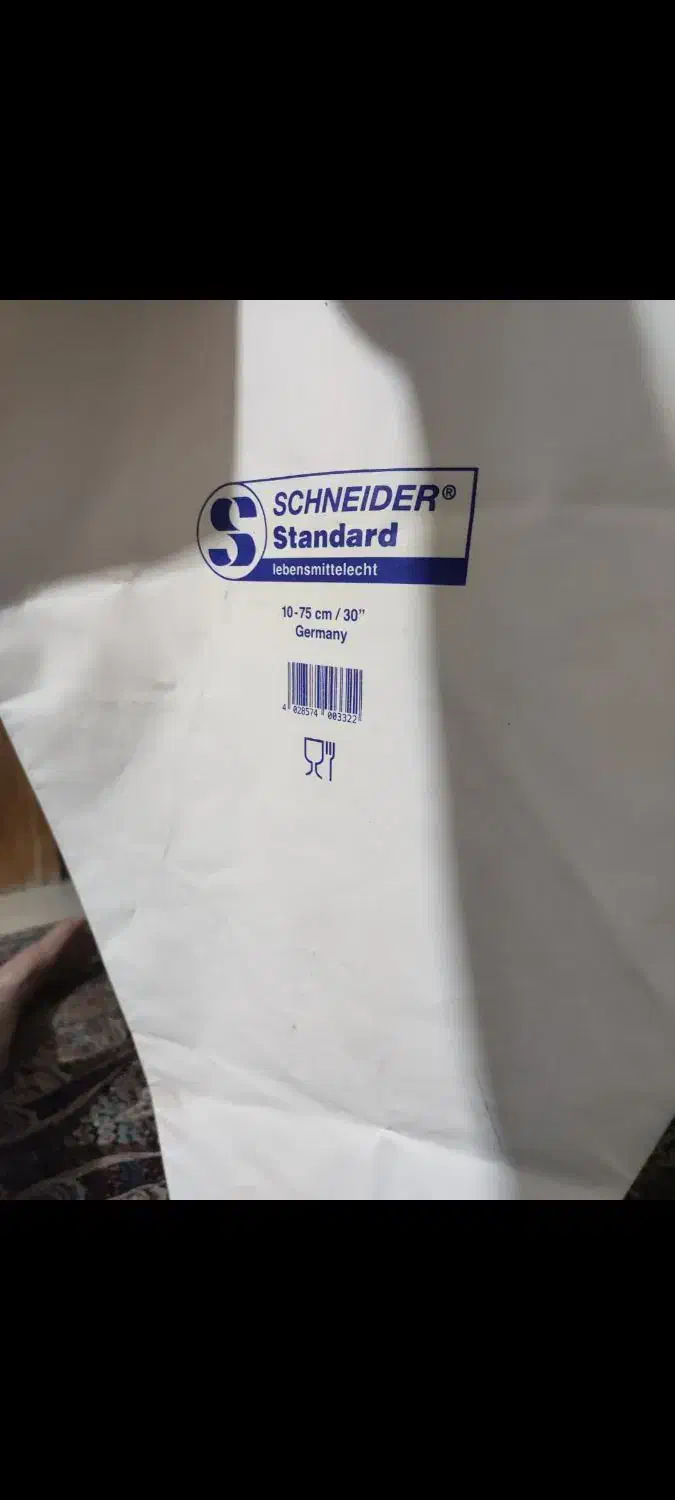 S SCHNEIDER®
Standard
lebensmittelecht
10-75 cm / 30”
Germany
4 028574 003322